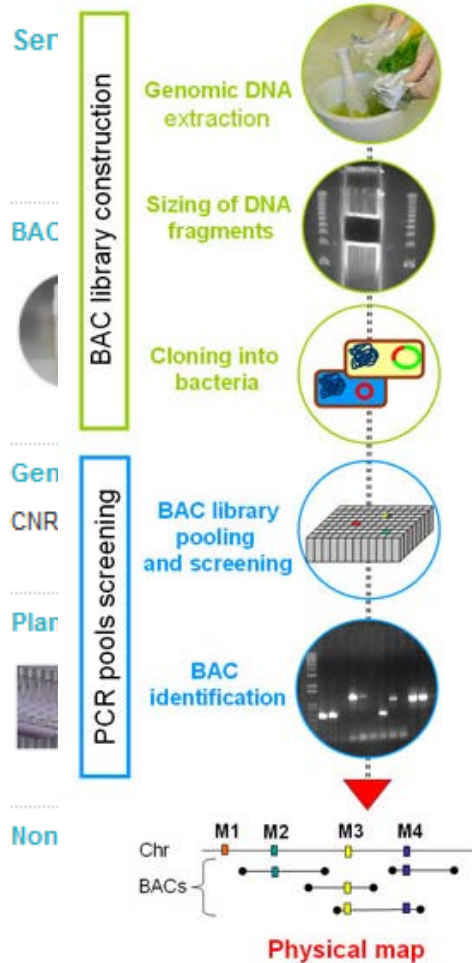 Ser
BAC
Gen
CNR
Plan
Non
BAC library construction
Genomic DNA
extraction
Sizing of DNA
fragments
Cloning into
bacteria
PCR pools screening
BAC library
pooling
and screening
BAC
identification
M1 M2 M3 M4
Chr
BACs
Physical map